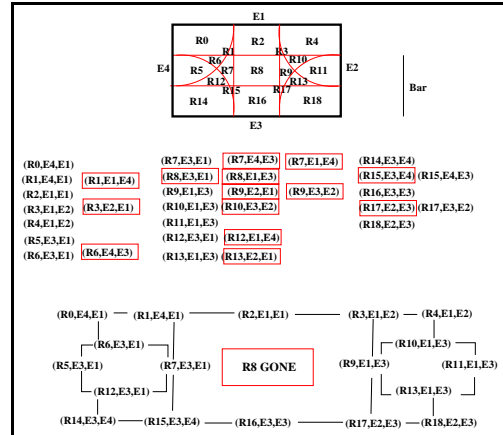 E1
R0 R2 R4
R1 R3
R6 R10
E4 R5 R7 R8 R9 R11 E2
R12 R13
R15 R17
R14 R16 R18
E3
Bar
(R0,E4,E1)
(R1,E4,E1) (R1,E1,E4)
(R2,E1,E1)
(R3,E1,E2) (R3,E2,E1)
(R4,E1,E2)
(R5,E3,E1)
(R6,E3,E1) (R6,E4,E3)
(R7,E3,E1) (R7,E4,E3) (R7,E1,E4)
(R8,E3,E1) (R8,E1,E3)
(R9,E1,E3) (R9,E2,E1) (R9,E3,E2)
(R10,E1,E3) (R10,E3,E2)
(R11,E1,E3)
(R12,E3,E1) (R12,E1,E4)
(R13,E1,E3) (R13,E2,E1)
(R14,E3,E4)
(R15,E3,E4) (R15,E4,E3)
(R16,E3,E3)
(R17,E2,E3) (R17,E3,E2)
(R18,E2,E3)
(R0,E4,E1) (R1,E4,E1) (R2,E1,E1) (R3,E1,E2) (R4,E1,E2)
(R6,E3,E1) (R10,E1,E3)
(R5,E3,E1) (R7,E3,E1) R8 GONE (R9,E1,E3) (R11,E1,E3)
(R12,E3,E1) (R13,E1,E3)
(R14,E3,E4) (R15,E3,E4) (R16,E3,E3) (R17,E2,E3) (R18,E2,E3)